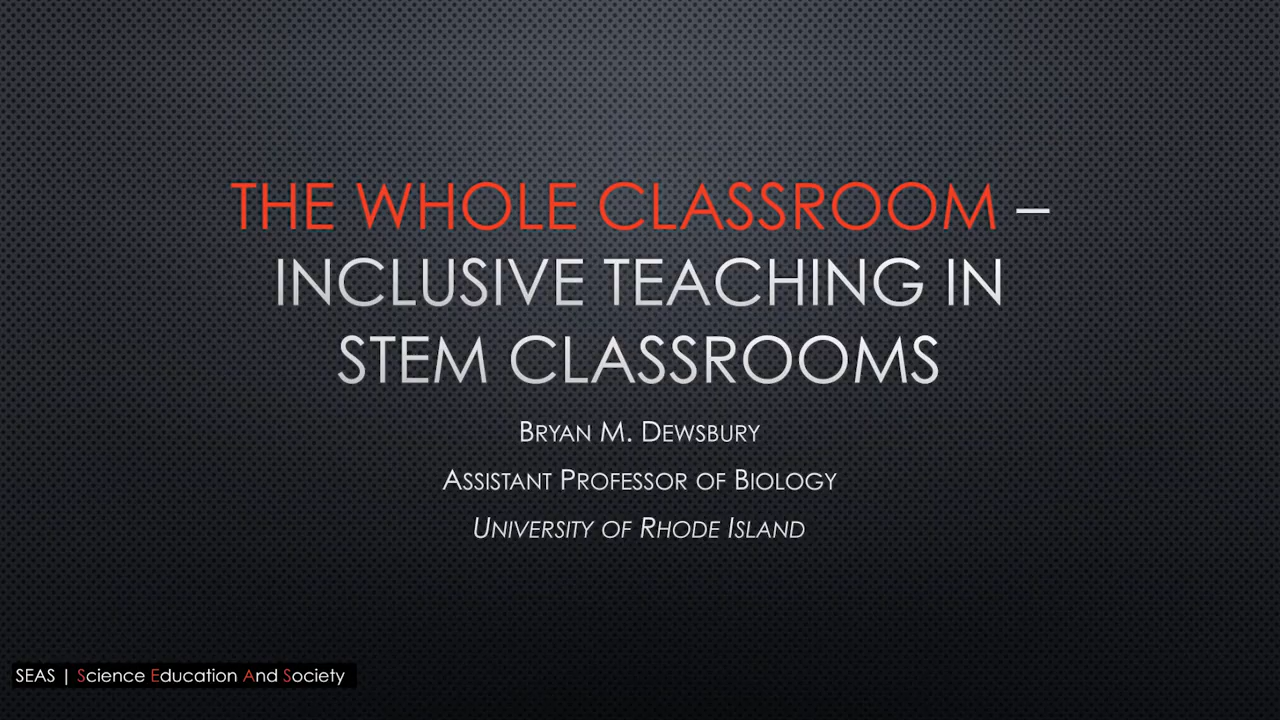 THE WHOLE CLASSROOM –
INCLUSIVE TEACHING IN
STEM CLASSROOMS
BRYAN M. DEWSBURY
ASSISTANT PROFESSOR OF BIOLOGY
UNIVERSITY OF RHODE ISLAND
SEAS | Science Education And Society